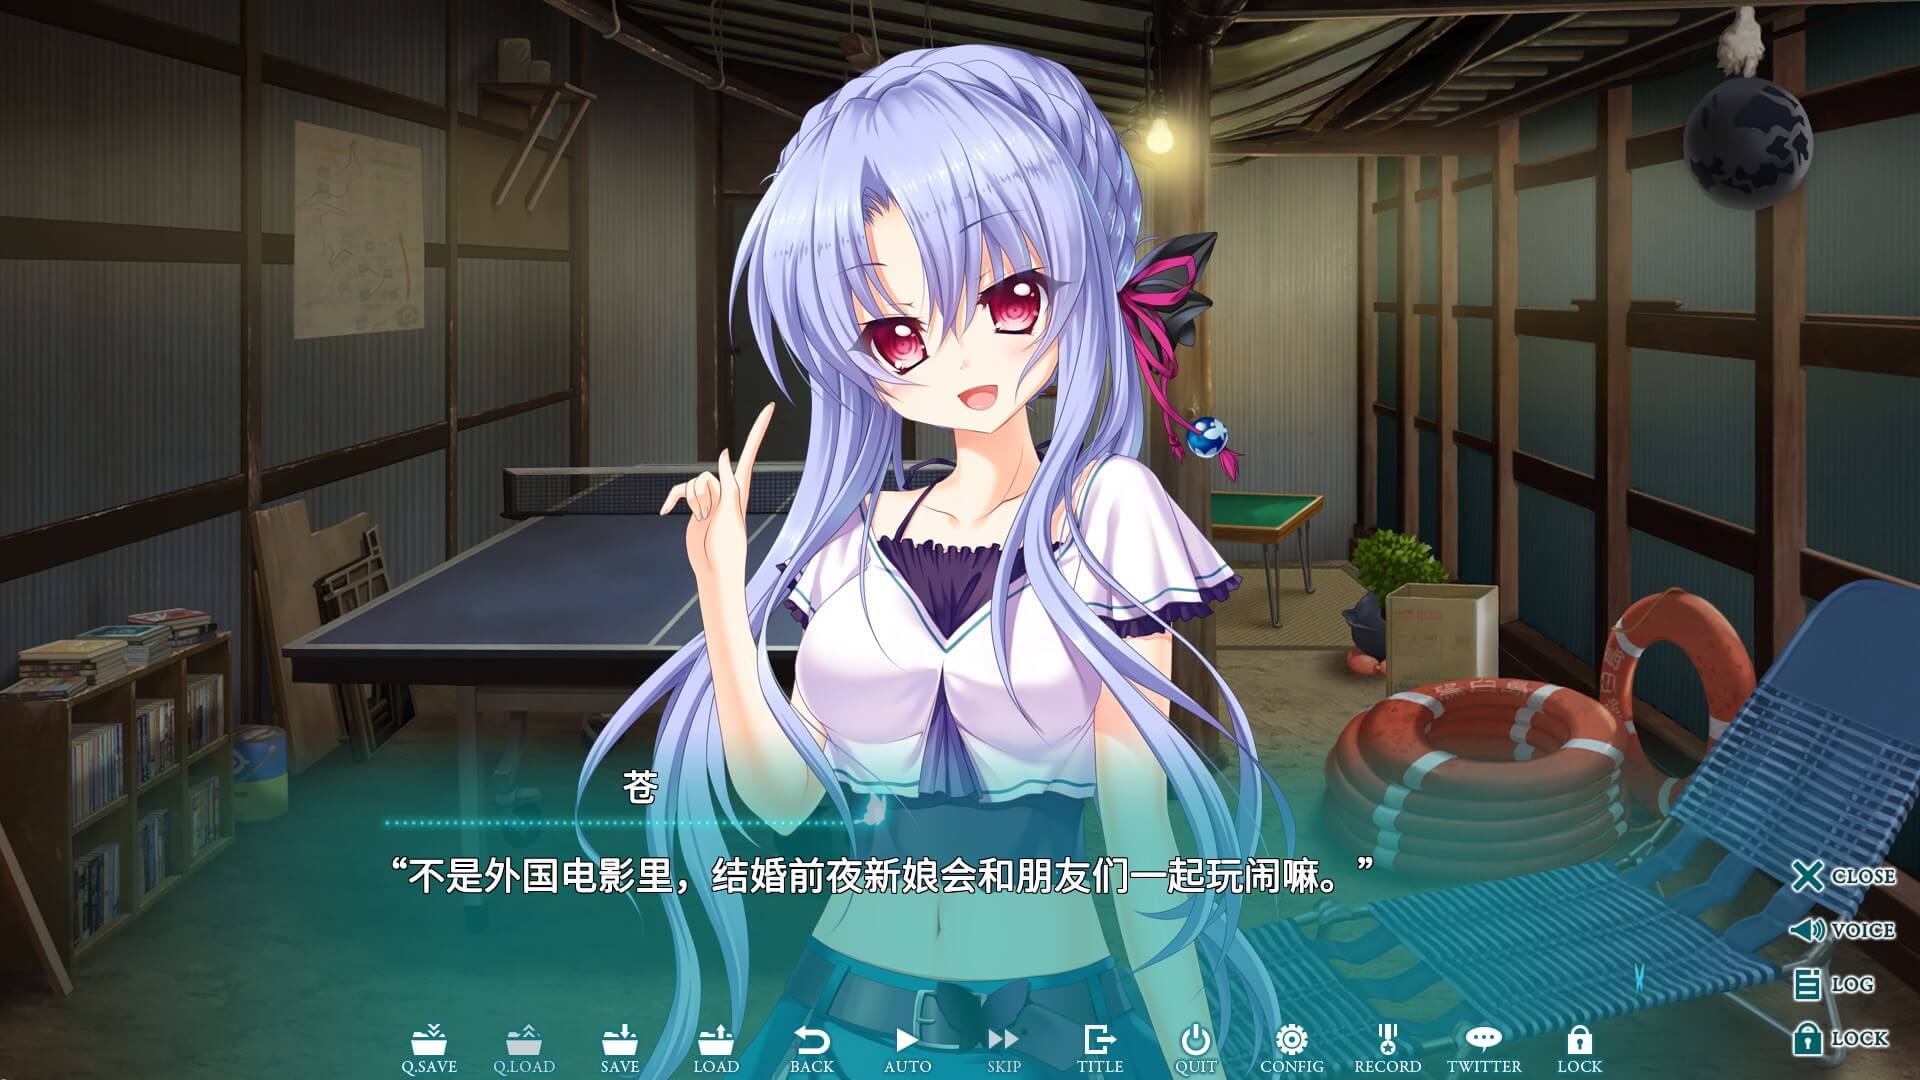 苍
“不是外国电影里，结婚前夜新娘会和朋友们一起玩闹嘛。”
CLOSE
VOICE
LOG
LOCK
Q.SAVE
Q.LOAD
SAVE
LOAD
BACK
AUTO
SKIP
TITLE
QUIT
CONFIG
RECORD
TWITTER
LOCK